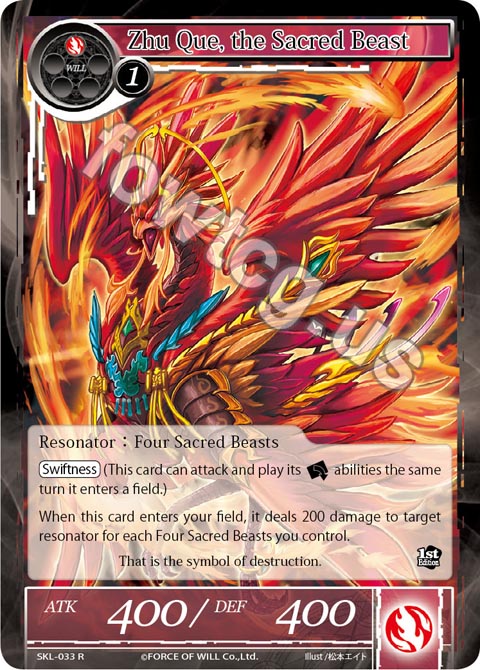 Zhu Que, the Sacred Beast
WILL
1
fowtcg.us
Resonator : Four Sacred Beasts
Swiftness (This card can attack and play its abilities the same
turn it enters a field.)
When this card enters your field, it deals 200 damage to target
resonator for each Four Sacred Beasts you control.
That is the symbol of destruction.
1st
Edition
ATK 400 / DEF 400
SKL-033 R ©FORCE OF WILL Co.,Ltd. Illust / 松本エイト